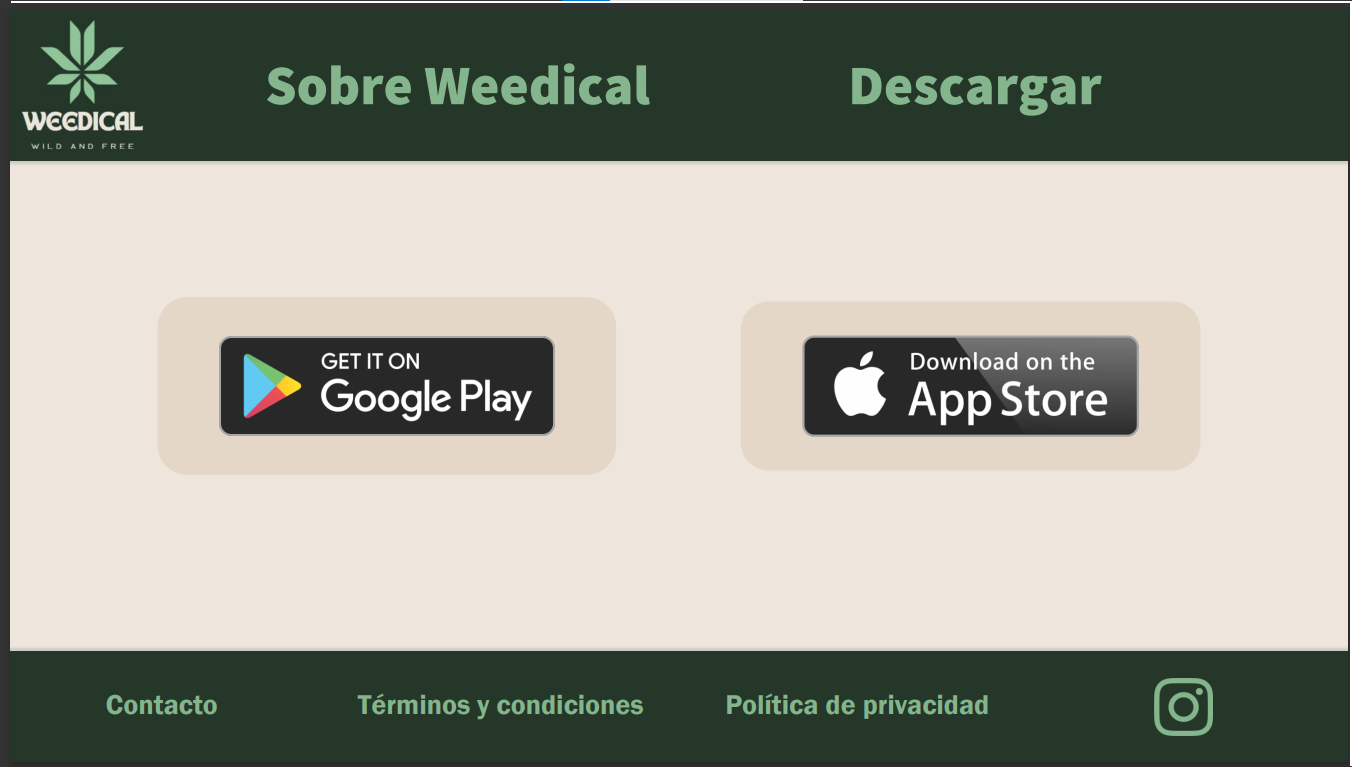 WEEDICAL
WILD AND FREE
Sobre Weedical
Descargar
GET IT ON
Google Play
Download on the
App Store
Contacto
Términos y condiciones
Política de privacidad